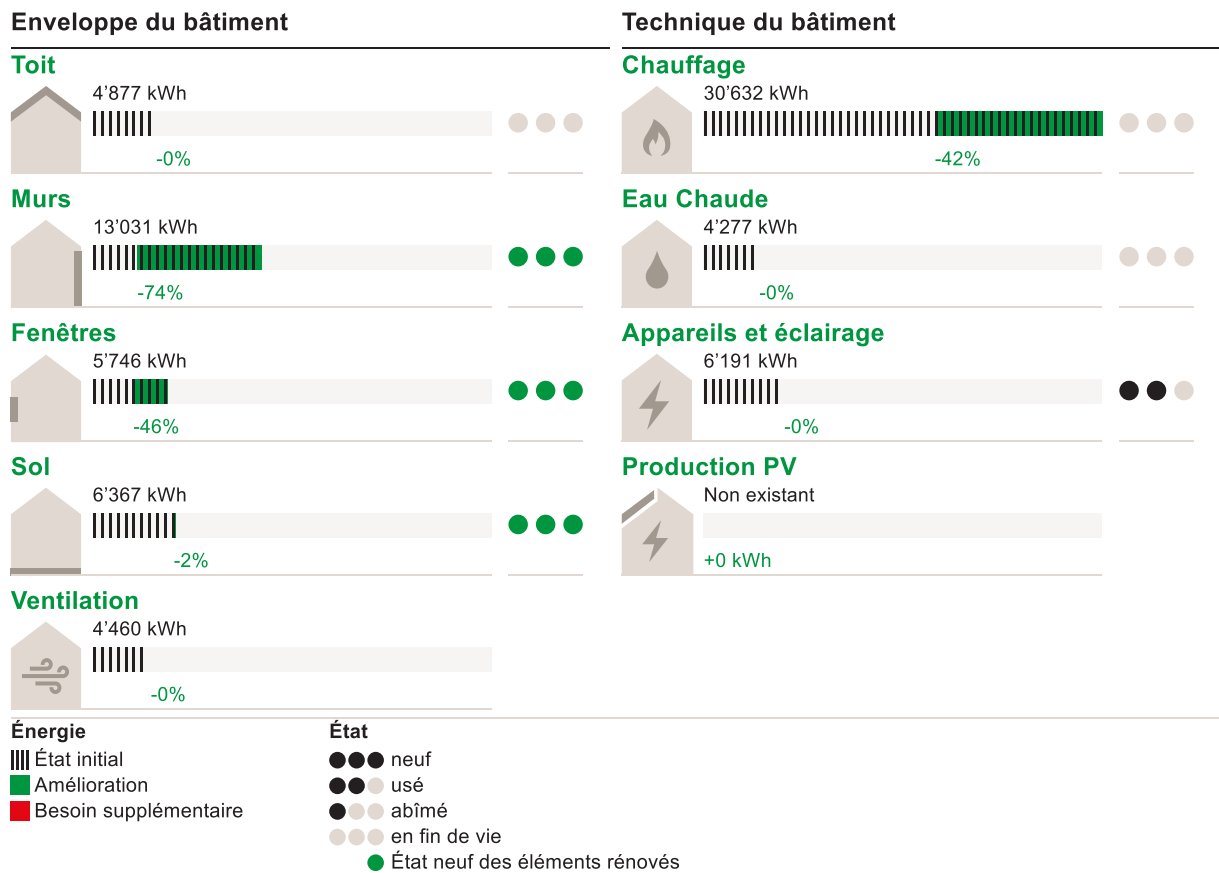 Enveloppe du bâtiment
Toit
4’877 kWh
-0%
Murs
13’031 kWh
-74%
Fenêtres
5’746 kWh
-46%
Sol
6’367 kWh
-2%
Ventilation
4’460 kWh
-0%
Technique du bâtiment
Chauffage
30’632 kWh
-42%
Eau Chaude
4’277 kWh
-0%
Appareils et éclairage
6’191 kWh
-0%
Production PV
Non existant
+0 kWh
Énergie
État initial
Amélioration
Besoin supplémentaire
État
neuf
usé
abîmé
en fin de vie
État neuf des éléments rénovés